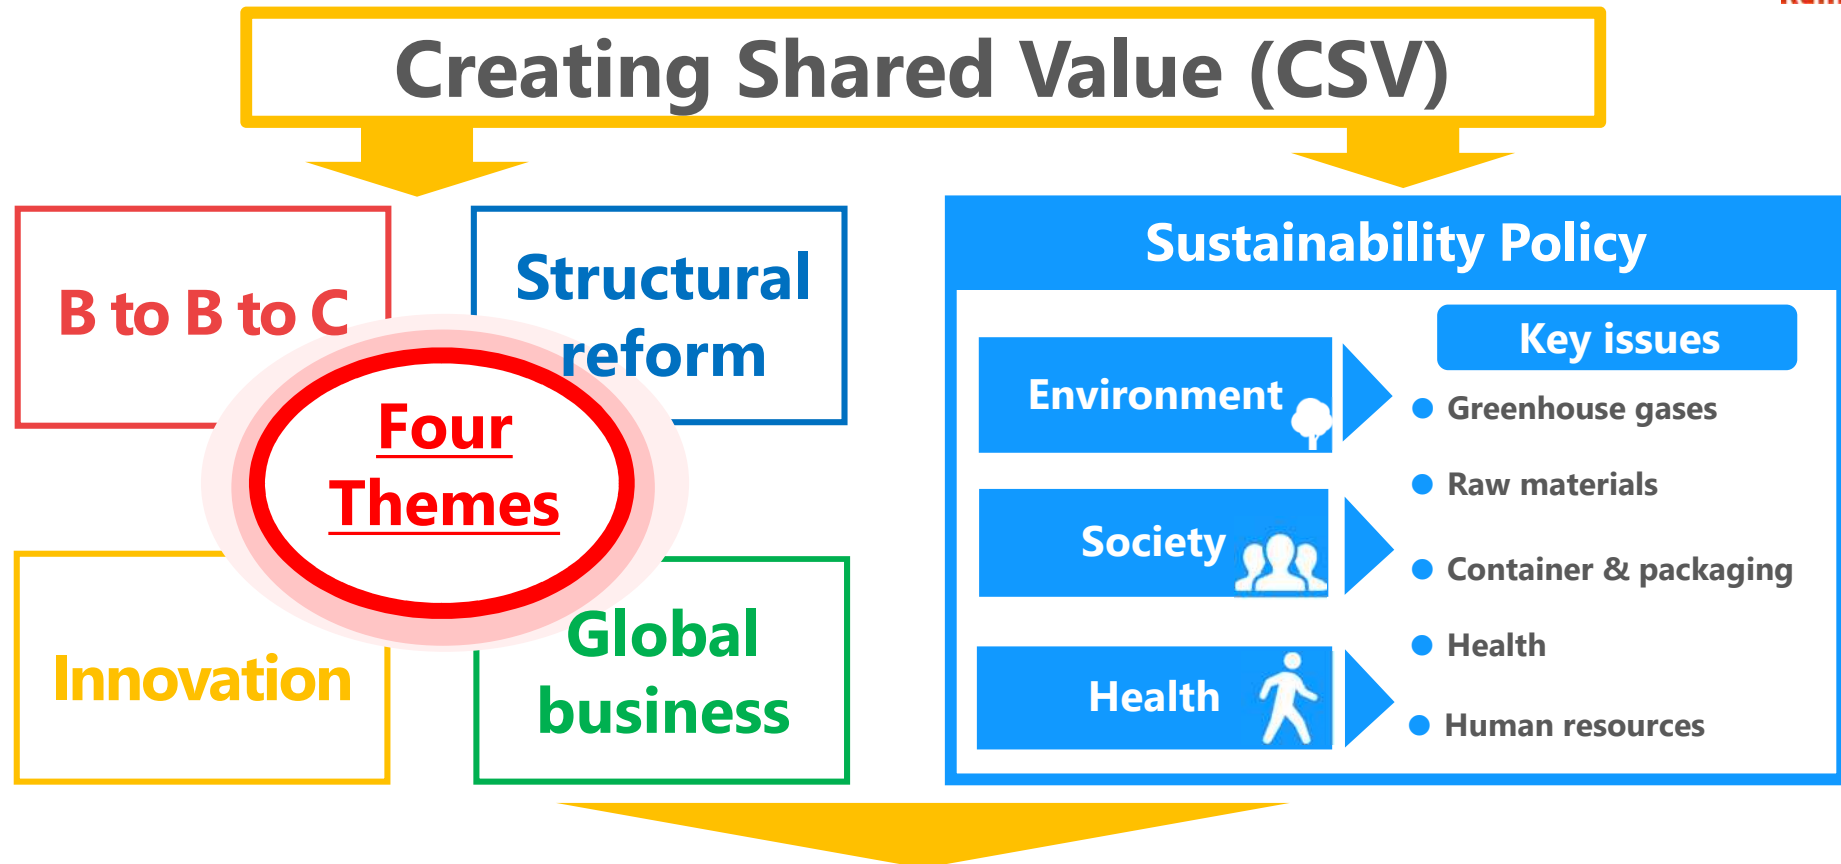 Creating Shared Value (CSV)
B to B to C
Structural
reform
Four
Themes
Innovation
Global
business
Sustainability Policy
Key issues
Environment
Society
Health
Greenhouse gases
Raw materials
Container & packaging
Health
Human resources